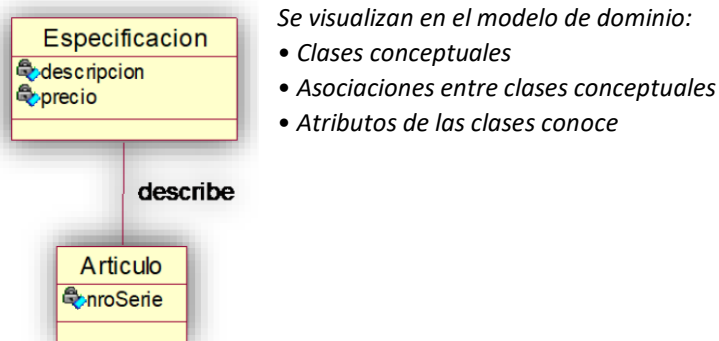 Especificacion
descripcion
precio
describe
Articulo
nroSerie
Se visualizan en el modelo de dominio:
• Clases conceptuales
• Asociaciones entre clases conceptuales
• Atributos de las clases conoce